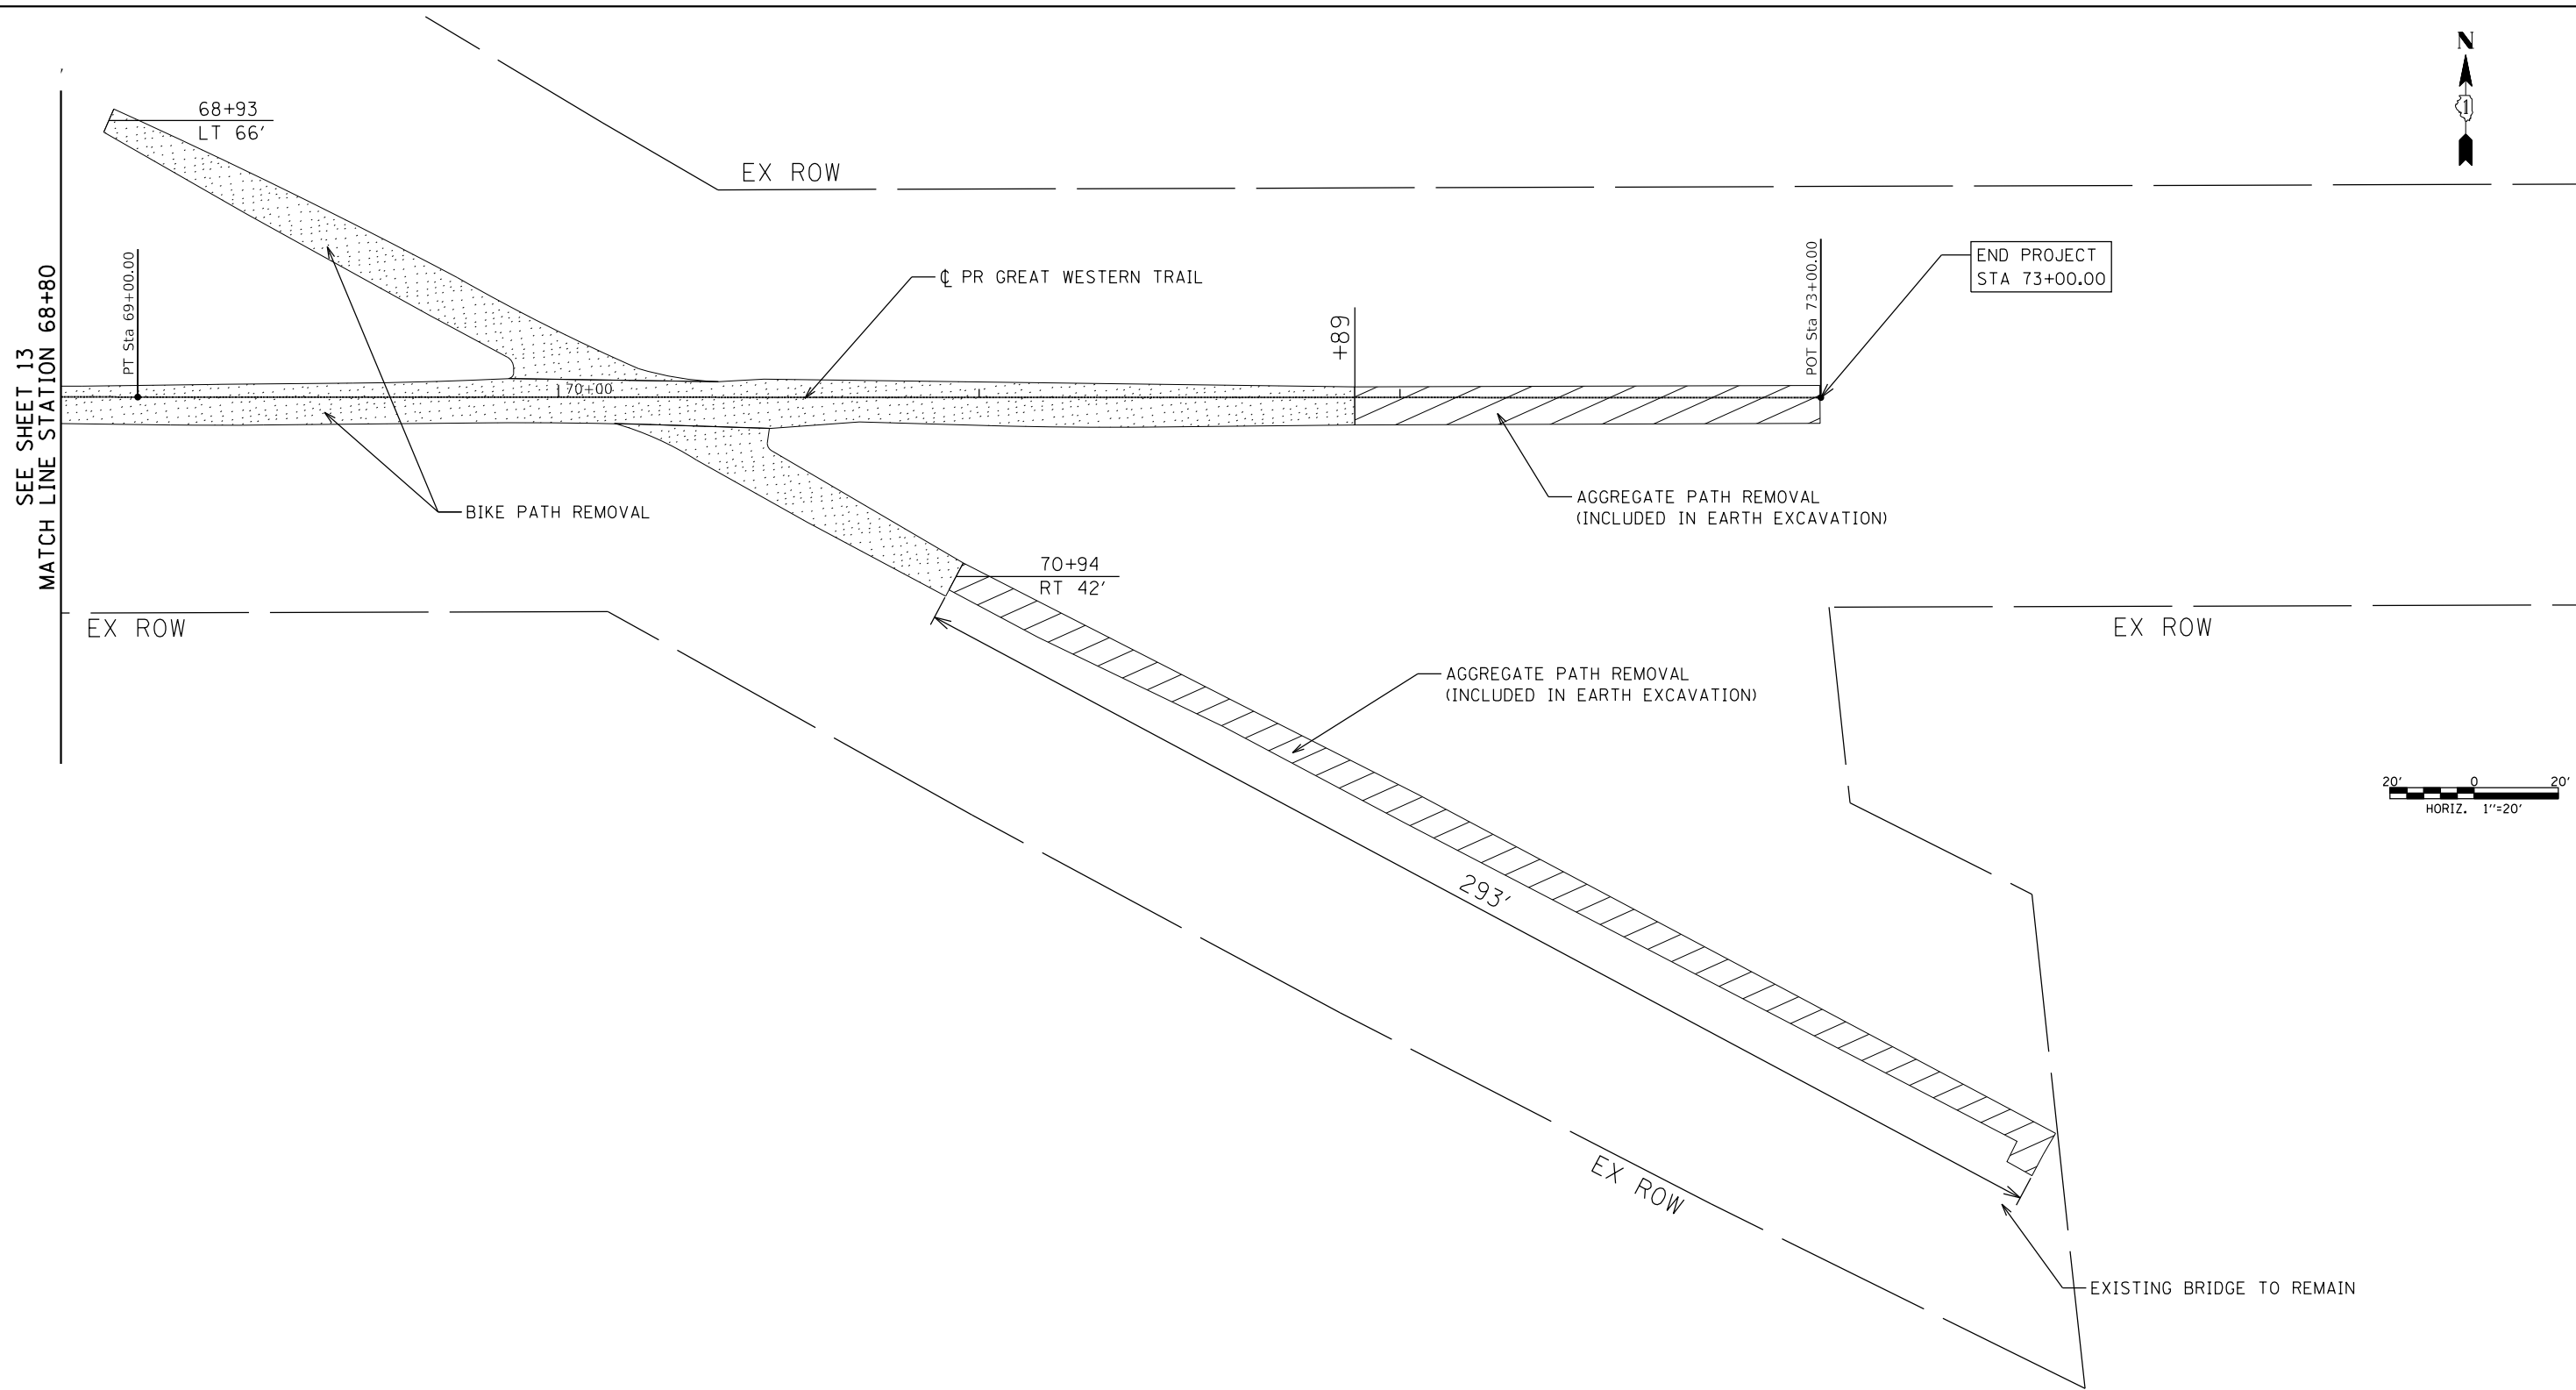 N
1
68+93
LT 66'
EX ROW
SEE SHEET 13
MATCH LINE STATION 68+80
PT Sta 69+00.00
℄ PR GREAT WESTERN TRAIL
+89
POT Sta 73+00.00
END PROJECT
STA 73+00.00
70+00
BIKE PATH REMOVAL
AGGREGATE PATH REMOVAL
(INCLUDED IN EARTH EXCAVATION)
70+94
RT 42'
EX ROW
EX ROW
AGGREGATE PATH REMOVAL
(INCLUDED IN EARTH EXCAVATION)
20' 0 20'
HORIZ. 1"=20'
293'
EX ROW
EXISTING BRIDGE TO REMAIN